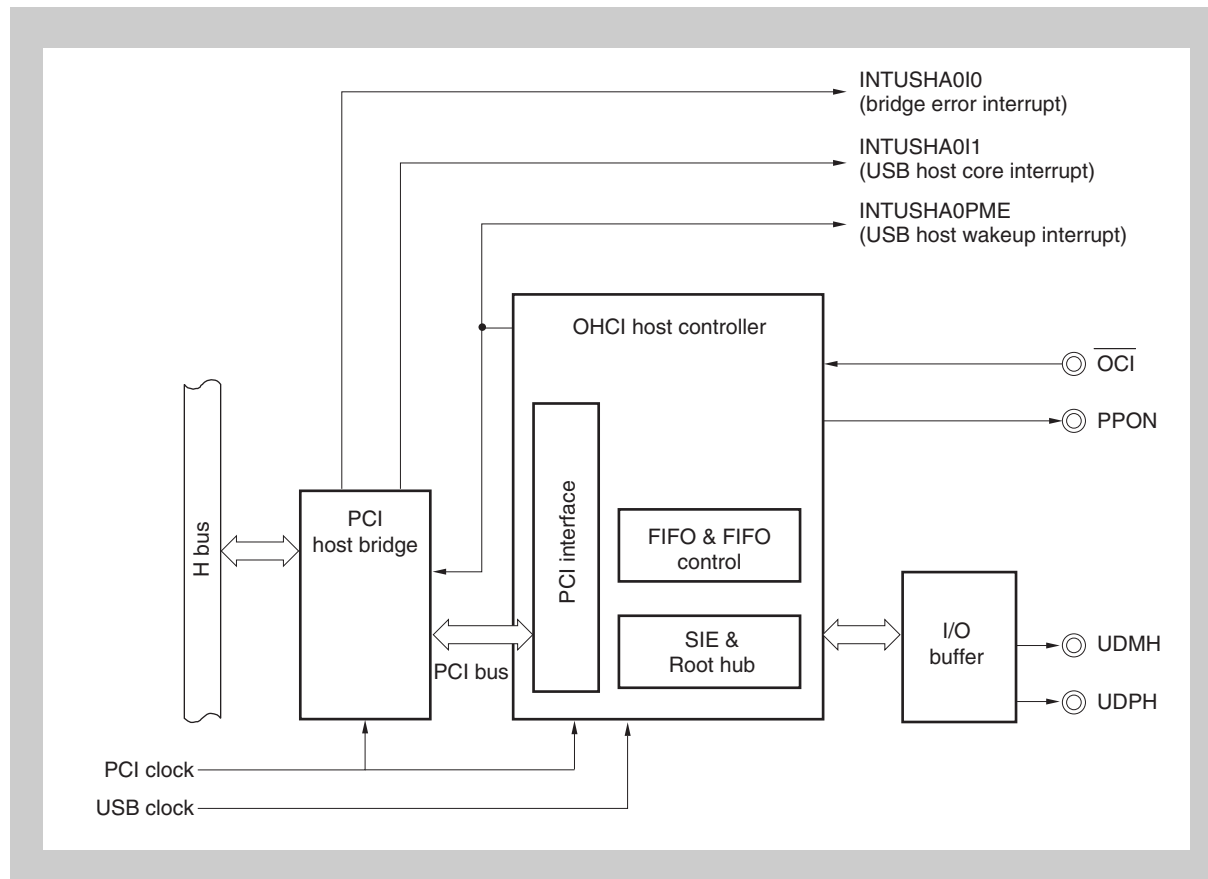 INTUSHA0I0
(bridge error interrupt)
INTUSHA0I1
(USB host core interrupt)
INTUSHA0PME
(USB host wakeup interrupt)
OHCI host controller
OCI
PPON
H bus
PCI
host bridge
PCI interface
FIFO & FIFO
control
SIE &
Root hub
PCI bus
I/O
buffer
UDMH
UDPH
PCI clock
USB clock